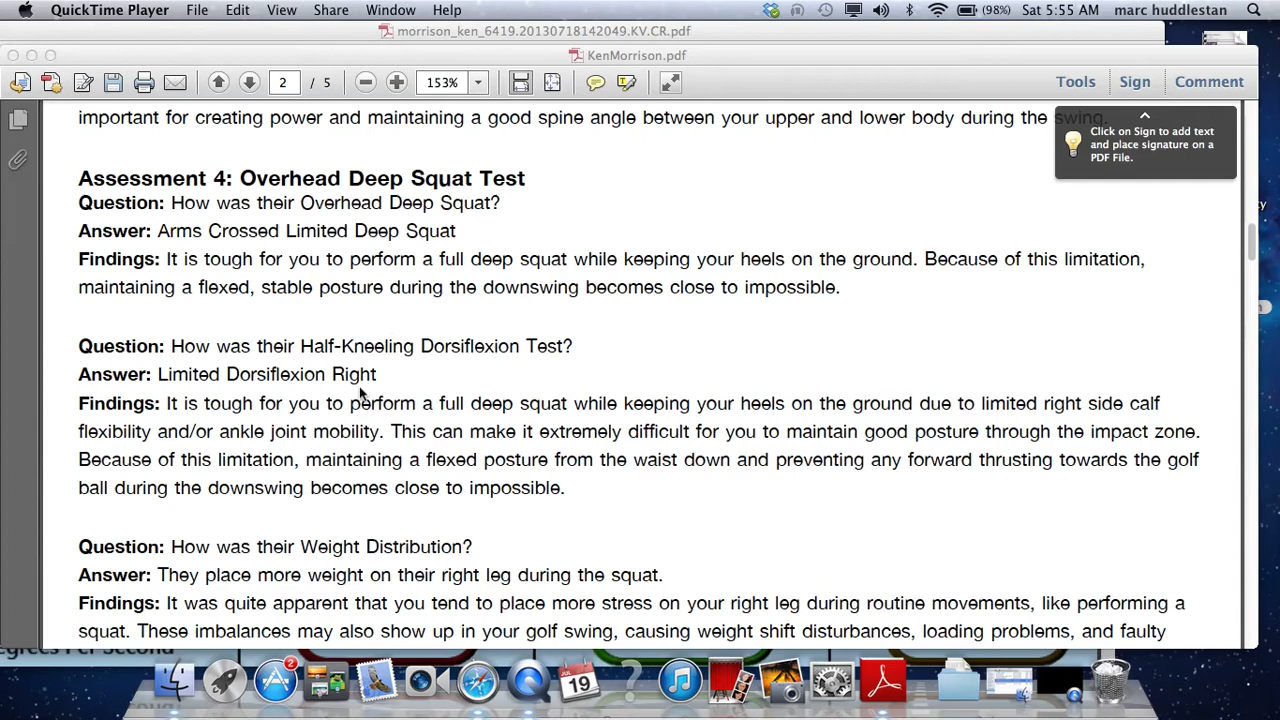 QuickTime Player File Edit View Share Window Help (98%) Sat 5:55 AM marc huddlestan
morrison_ken_6419.20130718142049.KV.CR.pdf
KenMorrison.pdf
2 / 5 153% Tools Sign Comment
Click on Sign to add text
and place signature on a
PDF File.
important for creating power and maintaining a good spine angle between your upper and lower body during the swing.
Assessment 4: Overhead Deep Squat Test
Question: How was their Overhead Deep Squat?
Answer: Arms Crossed Limited Deep Squat
Findings: It is tough for you to perform a full deep squat while keeping your heels on the ground. Because of this limitation,
maintaining a flexed, stable posture during the downswing becomes close to impossible.
Question: How was their Half-Kneeling Dorsiflexion Test?
Answer: Limited Dorsiflexion Right
Findings: It is tough for you to perform a full deep squat while keeping your heels on the ground due to limited right side calf
flexibility and/or ankle joint mobility. This can make it extremely difficult for you to maintain good posture through the impact zone.
Because of this limitation, maintaining a flexed posture from the waist down and preventing any forward thrusting towards the golf
ball during the downswing becomes close to impossible.
Question: How was their Weight Distribution?
Answer: They place more weight on their right leg during the squat.
Findings: It was quite apparent that you tend to place more stress on your right leg during routine movements, like performing a
squat. These imbalances may also show up in your golf swing, causing weight shift disturbances, loading problems, and faulty
Per Second
2
JUL
19